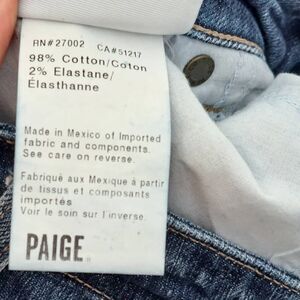 RN# 27002 CA# 51217
98% Cotton/Coton
2% Elastane/
Élasthanne
Made in Mexico of Imported
fabric and components.
See care on reverse.
Fabriqué aux Mexique à partir
de tissus et composants
importés
Voir le soin sur l'inverse.
PAIGE